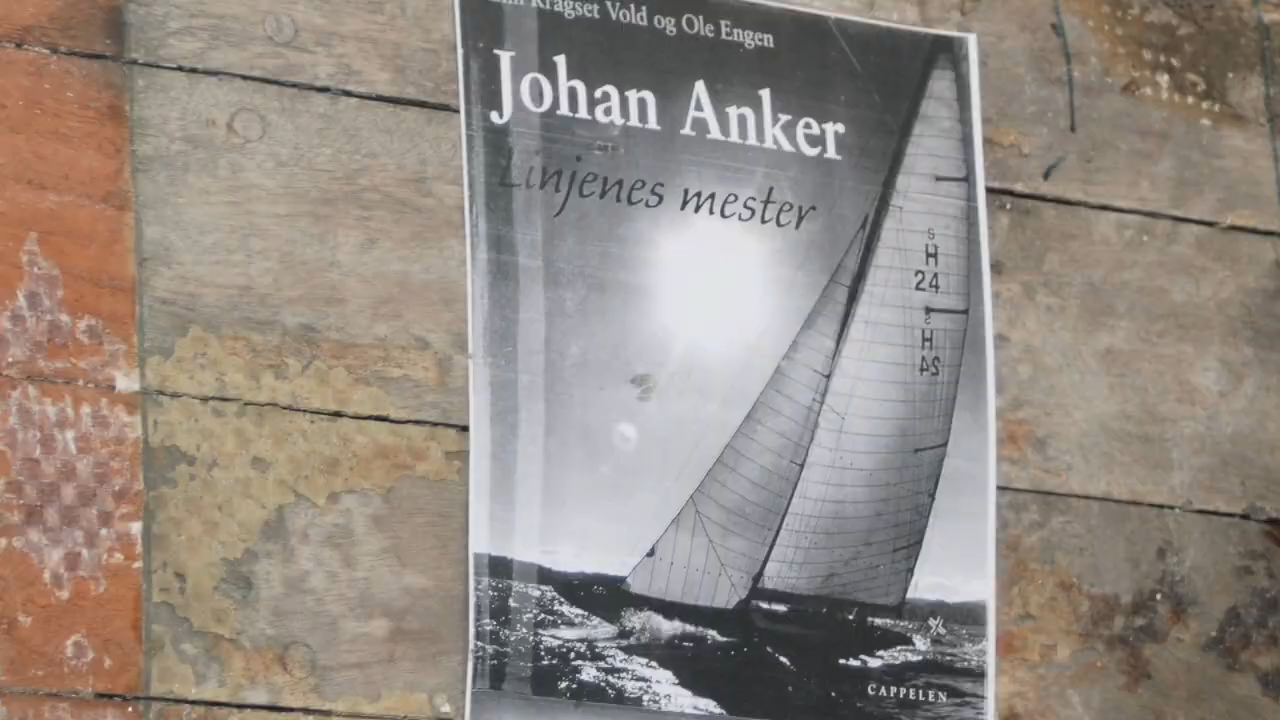 Kragset Vold og Ole Engen
Johan Anker
Linjenes mester
S
H
24
S
H
24
CAPPELEN